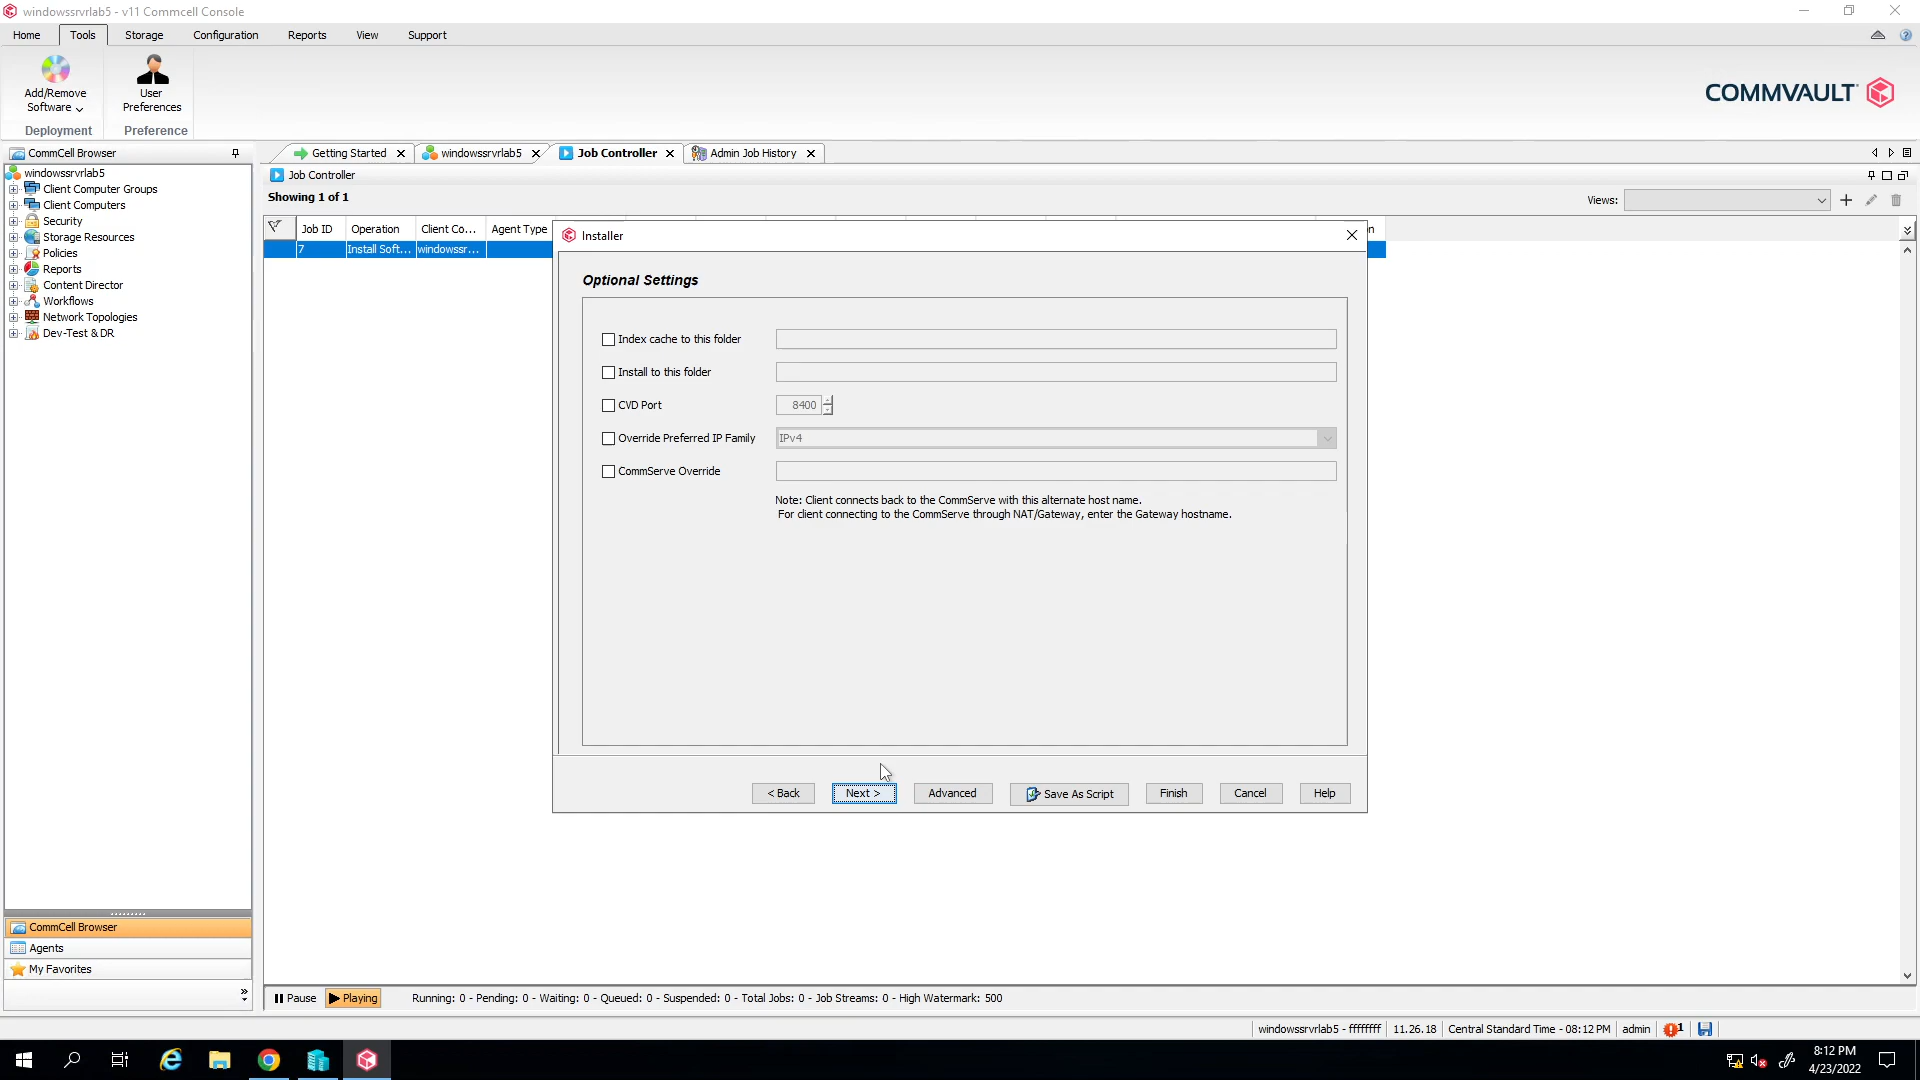 windowssrvrlab5 - v11 Commcell Console
Home Tools Storage Configuration Reports View Support
Add/Remove
Software
Deployment
User
Preferences
Preference
COMMVAULT
CommCell Browser
Getting Started windowssrvrlab5 Job Controller Admin Job History
windowssrvrlab5
Client Computer Groups
Client Computers
Security
Storage Resources
Policies
Reports
Content Director
Workflows
Network Topologies
Dev-Test & DR
CommCell Browser
Agents
My Favorites
Job Controller
Showing 1 of 1
Views:
Job ID Operation Client Co... Agent Type n
7 Install Soft... windowssr...
Installer
Optional Settings
Index cache to this folder
Install to this folder
CVD Port 8400
Override Preferred IP Family IPv4
CommServe Override
Note: Client connects back to the CommServe with this alternate host name.
For client connecting to the CommServe through NAT/Gateway, enter the Gateway hostname.
< Back Next > Advanced Save As Script Finish Cancel Help
Pause Playing Running: 0 - Pending: 0 - Waiting: 0 - Queued: 0 - Suspended: 0 - Total Jobs: 0 - Job Streams: 0 - High Watermark: 500
windowssrvrlab5 - ffffffff 11.26.18 Central Standard Time - 08:12 PM admin 1
8:12 PM
4/23/2022